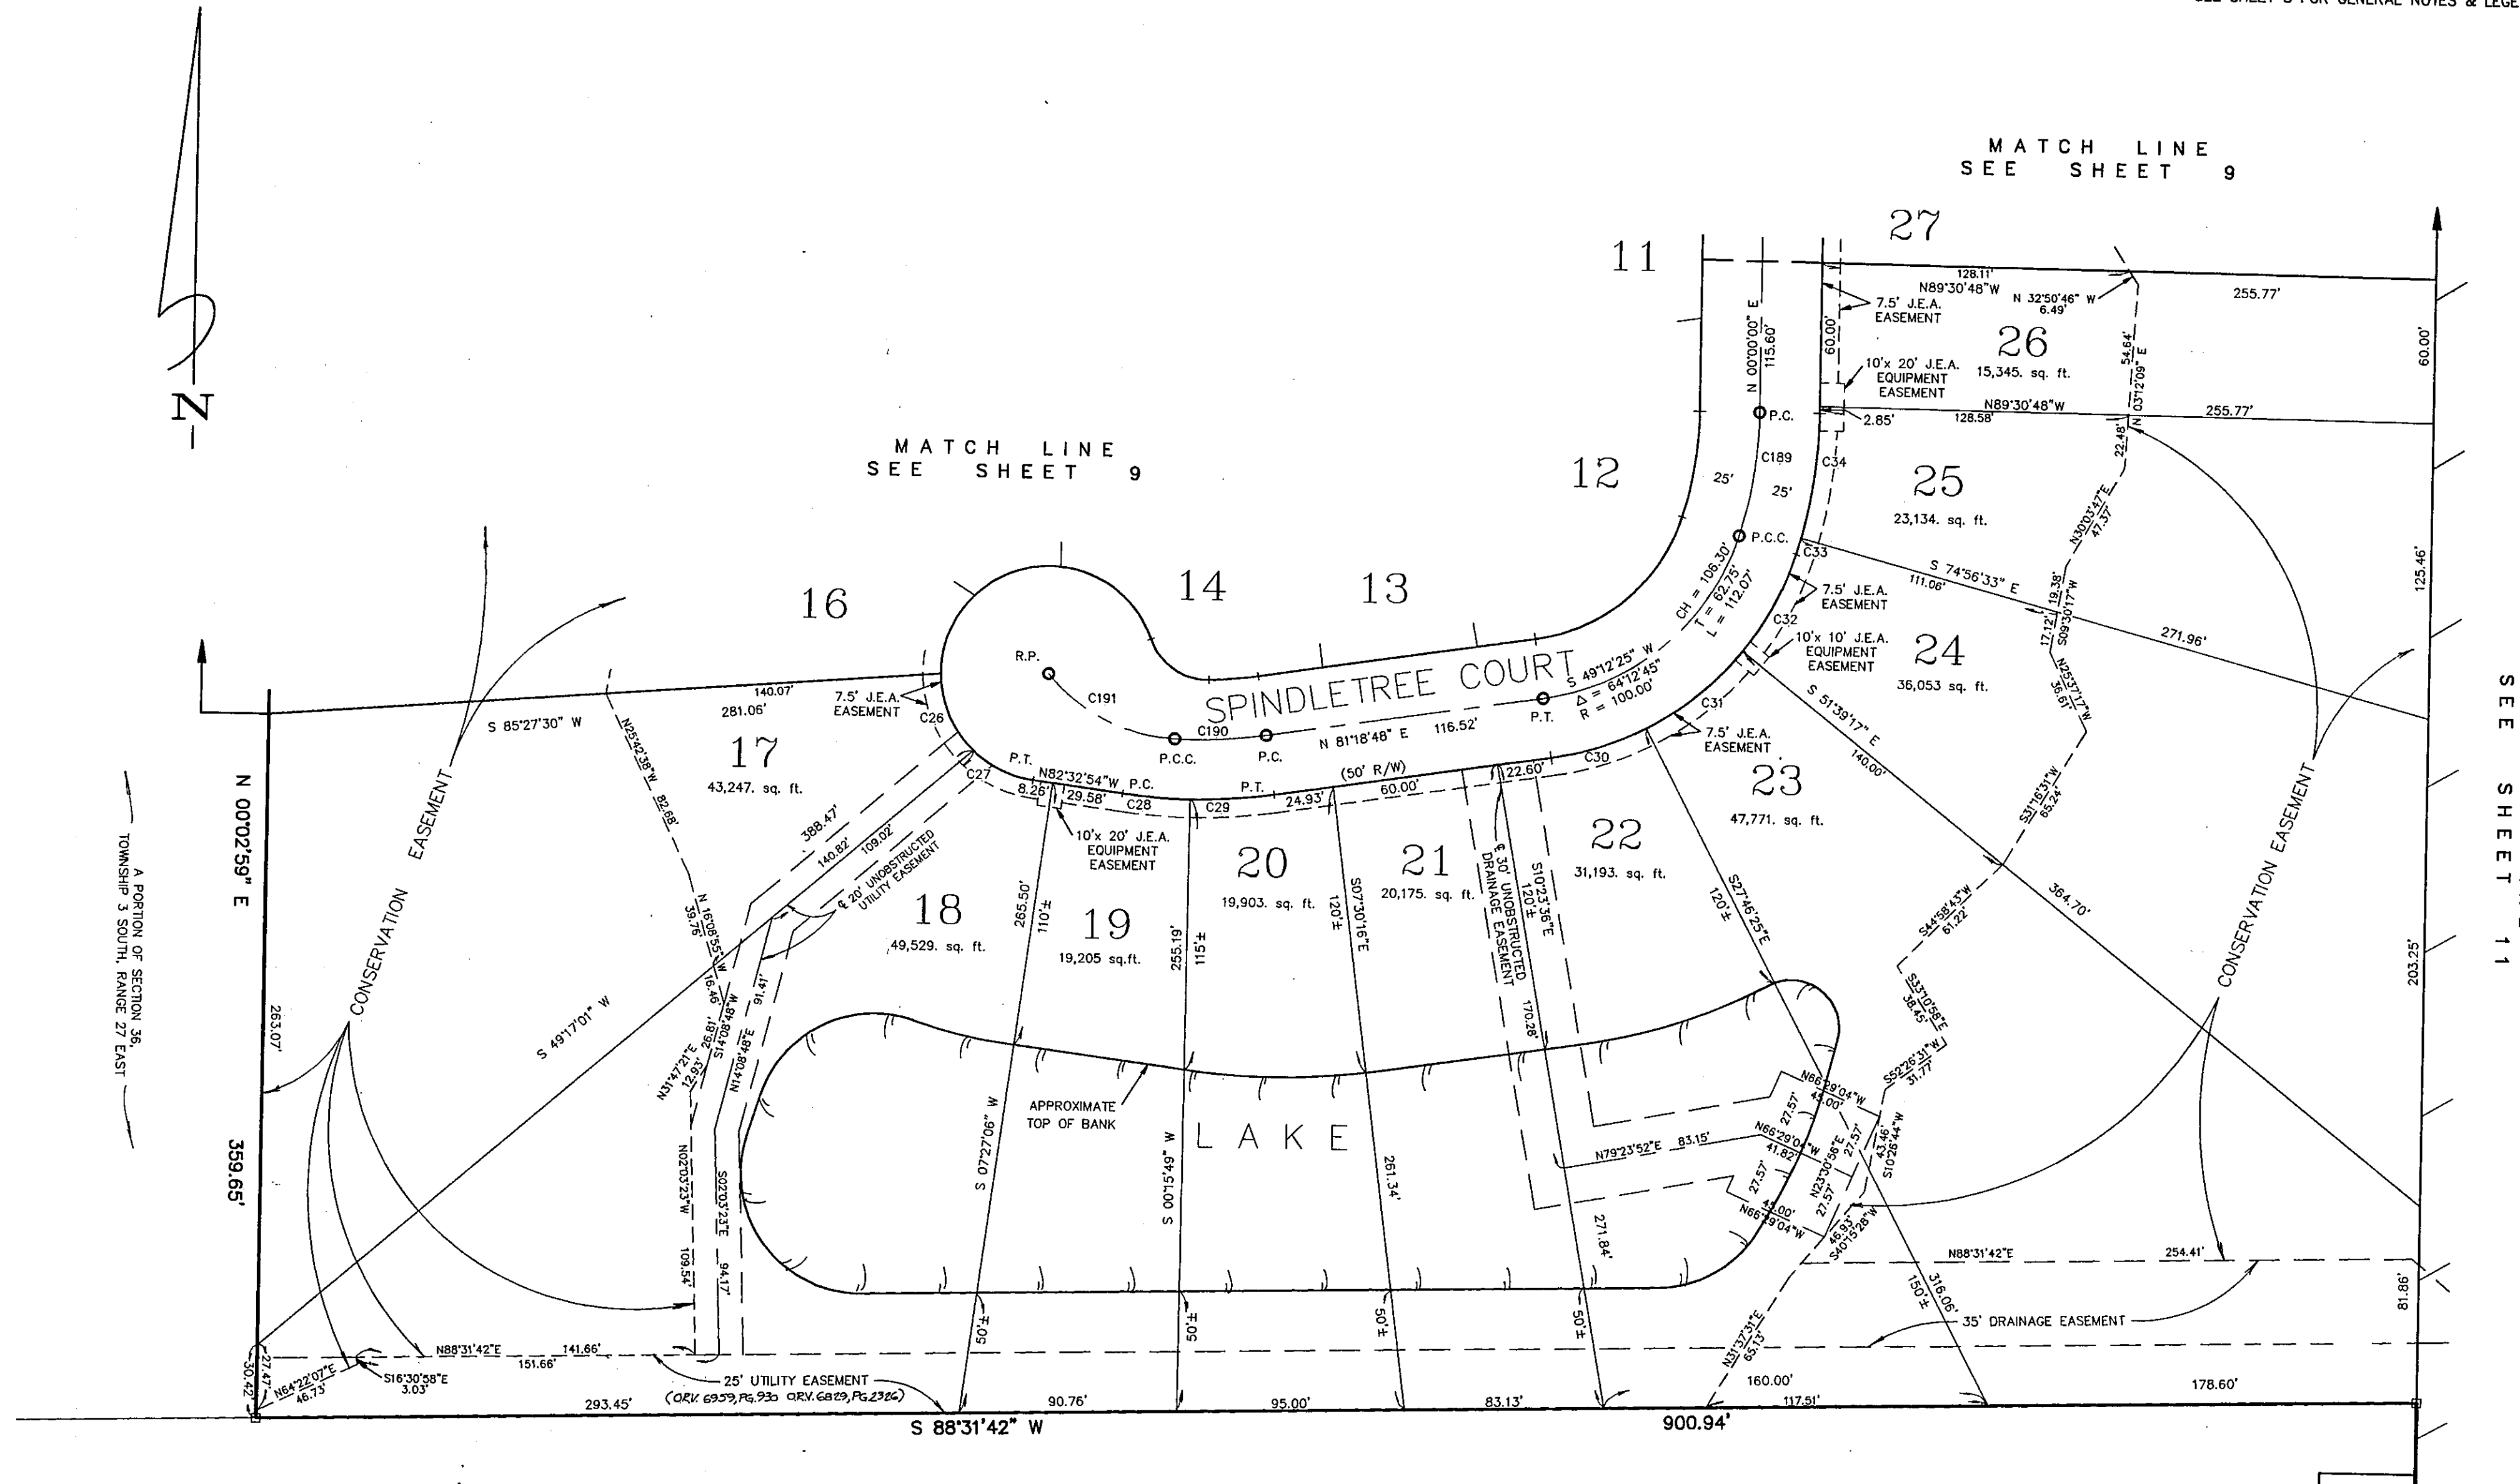 MATCH LINE
SEE SHEET 9
MATCH LINE
SEE SHEET 9
N
27
11
128.11'
N89°30'48"W
N 32°50'46" W
6.49'
255.77'
7.5' J.E.A.
EASEMENT
60.00'
N 00°00'00" E
115.60'
26
15,345. sq. ft.
54.64'
N 03°12'09" E
60.00'
10'x 20' J.E.A.
EQUIPMENT
EASEMENT
N89°30'48"W
2.85'
128.58'
255.77'
P.C.
22.48'
12
C189
C34
25'
25'
25
23,134. sq. ft.
N30°03'47"E
47.37'
125.46'
P.C.C.
C33
S 74°56'33" E
111.06'
19.38'
S09°30'17"W
17.12'
271.96'
CH = 106.30'
T = 62.75'
L = 112.07'
7.5' J.E.A.
EASEMENT
C32
10'x 10' J.E.A.
EQUIPMENT
EASEMENT
24
36,053 sq. ft.
N25°37'17"W
36.61'
16
14
13
R.P.
C191
SPINDLETREE COURT
S 49°12'25" W
Δ = 64°12'45"
R = 100.00'
P.T.
C31
S 51°39'17" E
140.00'
140.07'
281.06'
S 85°27'30" W
7.5' J.E.A.
EASEMENT
C26
C190
P.C.C.
P.C.
N 81°18'48" E
116.52'
7.5' J.E.A.
EASEMENT
17
43,247. sq. ft.
N25°42'38"W
82.68'
P.T.
C27
N82°32'54"W
P.C.
8.26'
29.58'
C28
C29
P.T.
24.93'
(50' R/W)
60.00'
22.60'
C30
23
47,771. sq. ft.
S31°16'31"W
65.24'
388.47'
140.82'
109.02'
℄ 20' UNOBSTRUCTED
UTILITY EASEMENT
10'x 20' J.E.A.
EQUIPMENT
EASEMENT
18
49,529. sq. ft.
265.50'
110'±
19
19,205 sq.ft.
255.19'
115'±
20
19,903. sq. ft.
S07°30'16"E
120'±
21
20,175. sq. ft.
℄ 30' UNOBSTRUCTED
DRAINAGE EASEMENT
S10°23'36"E
120'±
170.28'
22
31,193. sq. ft.
S27°46'25"E
120'±
364.70'
S44°58'43"W
61.22'
S33°10'58"E
38.45'
S52°26'31"W
31.77'
CONSERVATION EASEMENT
203.25'
SEE SHEET 11
N 00°02'59" E
A PORTION OF SECTION 36,
TOWNSHIP 3 SOUTH, RANGE 27 EAST
CONSERVATION EASEMENT
263.07'
359.65'
S 49°17'01" W
N 16°08'55" W
39.76'
16.46'
26.81'
S14°08'48"W
91.41'
N14°08'48"E
N31°47'21"E
12.93'
N02°03'23"W
109.54'
S02°03'23"E
94.17'
APPROXIMATE
TOP OF BANK
LAKE
S 07°27'06" W
S 00°15'49" W
261.34'
271.84'
N79°23'52"E
83.15'
N66°29'04"W
45.00'
27.57'
N66°29'04"W
41.82'
27.57'
27.57'
N23°30'56"E
27.57'
43.46'
S10°26'44"W
45.00'
N66°29'04"W
46.93'
S40°15'28"W
N88°31'42"E
254.41'
316.06'
150'±
81.86'
35' DRAINAGE EASEMENT
N31°37'31"E
65.13'
50'±
50'±
50'±
50'±
N88°31'42"E
141.66'
151.66'
27.47'
30.42'
N64°22'07"E
46.73'
S16°30'58"E
3.03'
25' UTILITY EASEMENT
(O.R.V. 6959, PG. 930 O.R.V. 6829, PG. 2326)
293.45'
90.76'
95.00'
83.13'
160.00'
117.51'
178.60'
S 88°31'42" W
900.94'